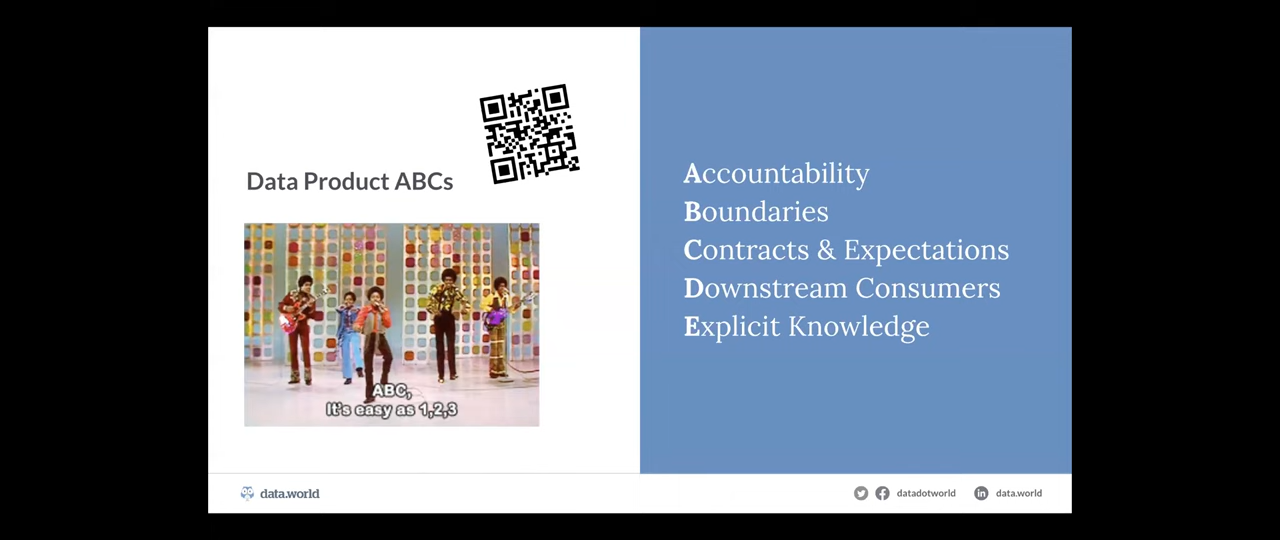 Data Product ABCs
ABC,
It's easy as 1,2,3
Accountability
Boundaries
Contracts & Expectations
Downstream Consumers
Explicit Knowledge
data.world
datadotworld
data.world